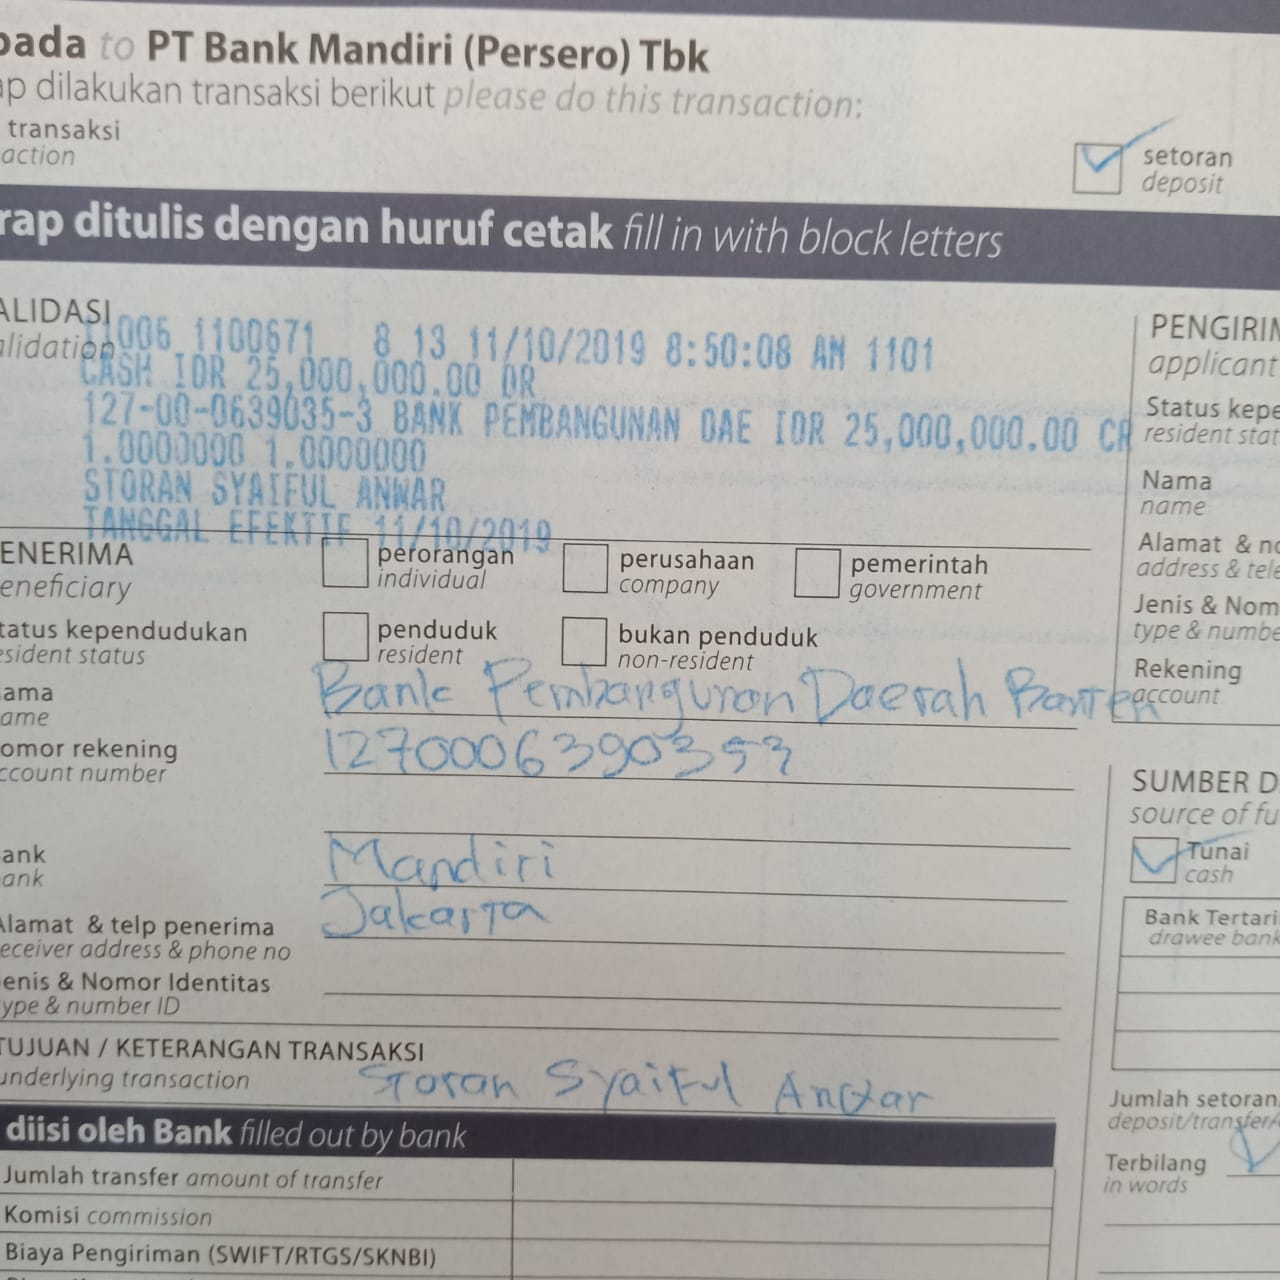 pada to PT Bank Mandiri (Persero) Tbk
ap dilakukan transaksi berikut please do this transaction:
transaksi
action
setoran
deposit
rap ditulis dengan huruf cetak fill in with block letters
ALIDASI
alidation
1006 1100671 8 13 11/10/2019 8:50:08 AM 1101
CASH IDR 25,000,000.00 DR
127-00-0639035-3 BANK PEMBANGUNAN DAE IDR 25,000,000.00 CR
1.0000000 1.0000000
STORAN SYAIFUL ANWAR
TANGGAL EFEKTIF 11/10/2019
ENERIMA
eneficiary
perorangan
individual
perusahaan
company
pemerintah
government
tatus kependudukan
esident status
penduduk
resident
bukan penduduk
non-resident
ama
ame
Bank Pembangunan Daerah Banten
omor rekening
ccount number
ank
ank
Mandiri
Alamat & telp penerima
eceiver address & phone no
Jakarta
enis & Nomor Identitas
ype & number ID
TUJUAN / KETERANGAN TRANSAKSI
underlying transaction
Storan Syaiful Anwar
diisi oleh Bank filled out by bank
Jumlah transfer amount of transfer
Komisi commission
Biaya Pengiriman (SWIFT/RTGS/SKNBI)
PENGIRIM
applicant
Status kepe
resident stat
Nama
name
Alamat & no
address & tele
Jenis & Nom
type & numbe
Rekening
account
SUMBER D
source of fu
Tunai
cash
Bank Tertari
drawee bank
Jumlah setoran
deposit/transfer/
Terbilang
in words